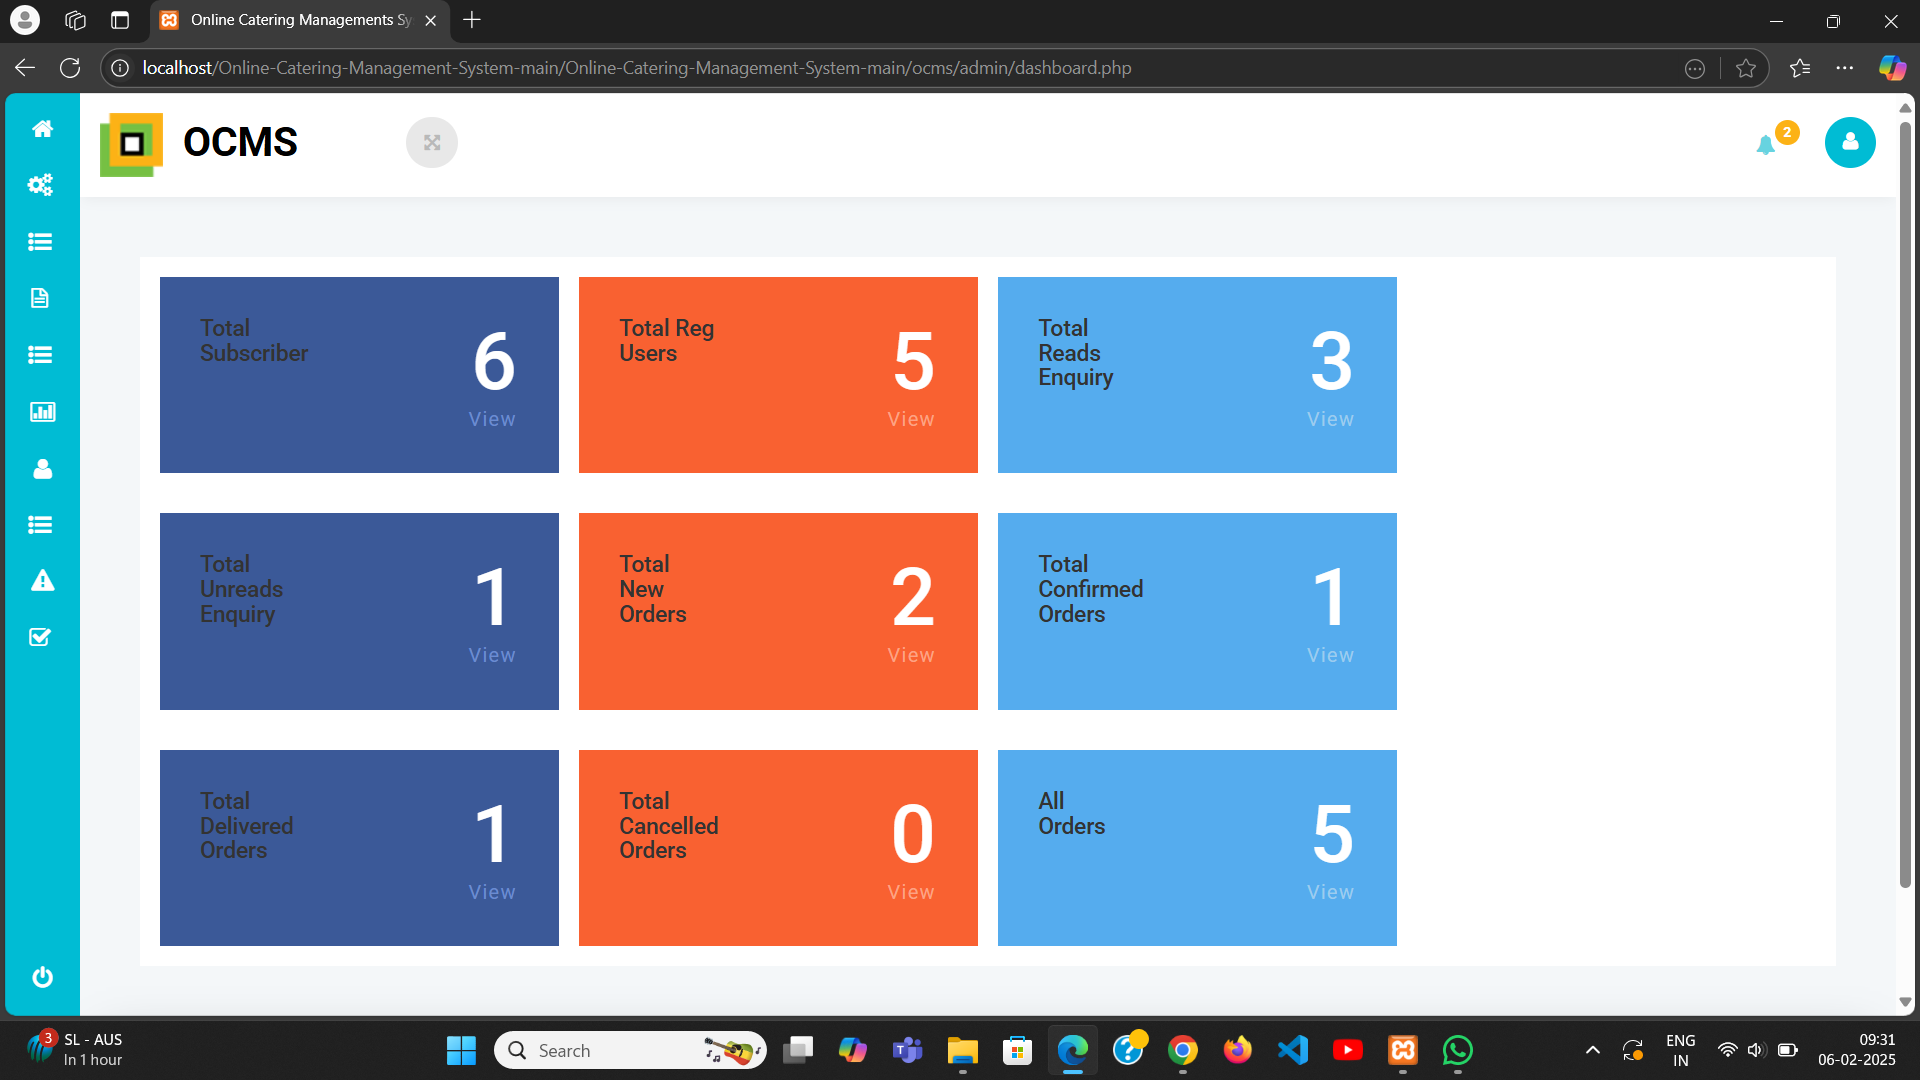 Online Catering Managements Sy
localhost/Online-Catering-Management-System-main/Online-Catering-Management-System-main/ocms/admin/dashboard.php
OCMS
2
Total
Subscriber
6
View
Total Reg
Users
5
View
Total
Reads
Enquiry
3
View
Total
Unreads
Enquiry
1
View
Total
New
Orders
2
View
Total
Confirmed
Orders
1
View
Total
Delivered
Orders
1
View
Total
Cancelled
Orders
0
View
All
Orders
5
View
3
SL - AUS
In 1 hour
Search
ENG
IN
09:31
06-02-2025